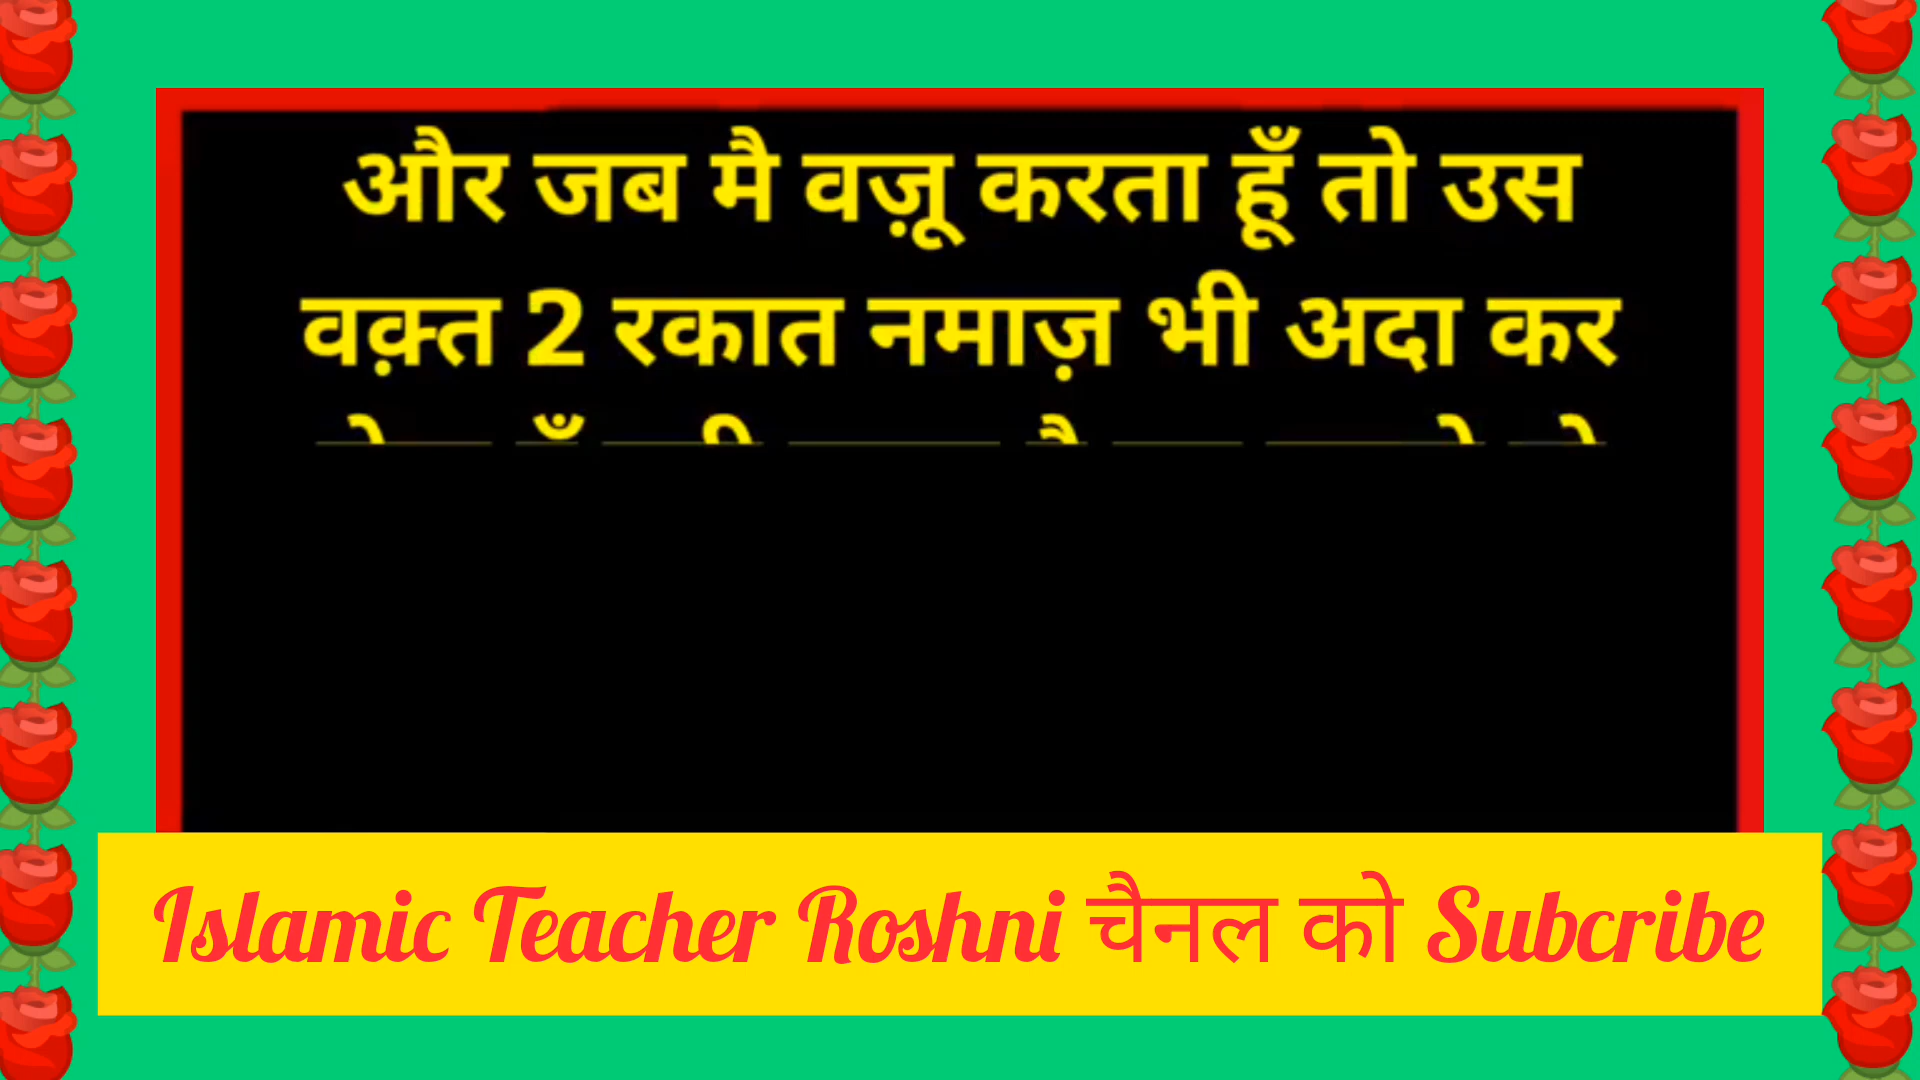 और जब मै वज़ू करता हूँ तो उस
वक़्त 2 रकात नमाज़ भी अदा कर
Islamic Teacher Roshni चैनल को Subcribe